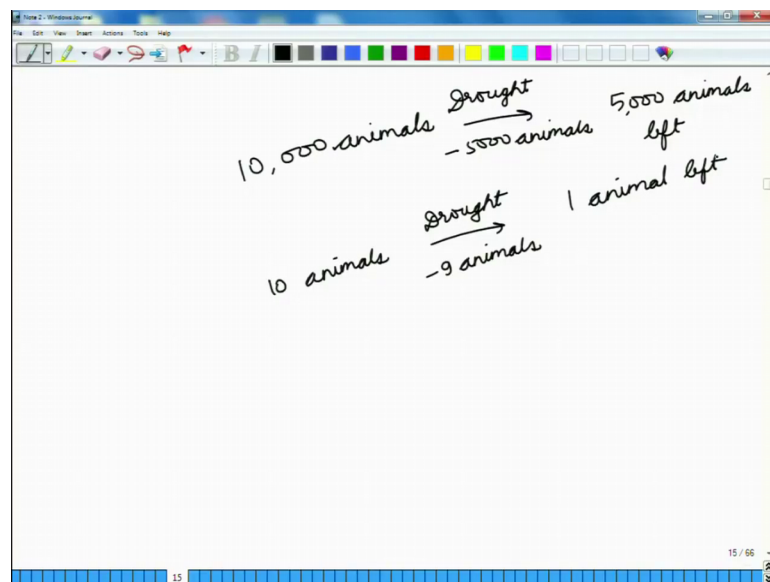 Note 2 - Windows Journal
File Edit View Insert Actions Tools Help
B I
10,000 animals Drought → -5000 animals 5,000 animals left
10 animals Drought → -9 animals 1 animal left
15 / 66
15